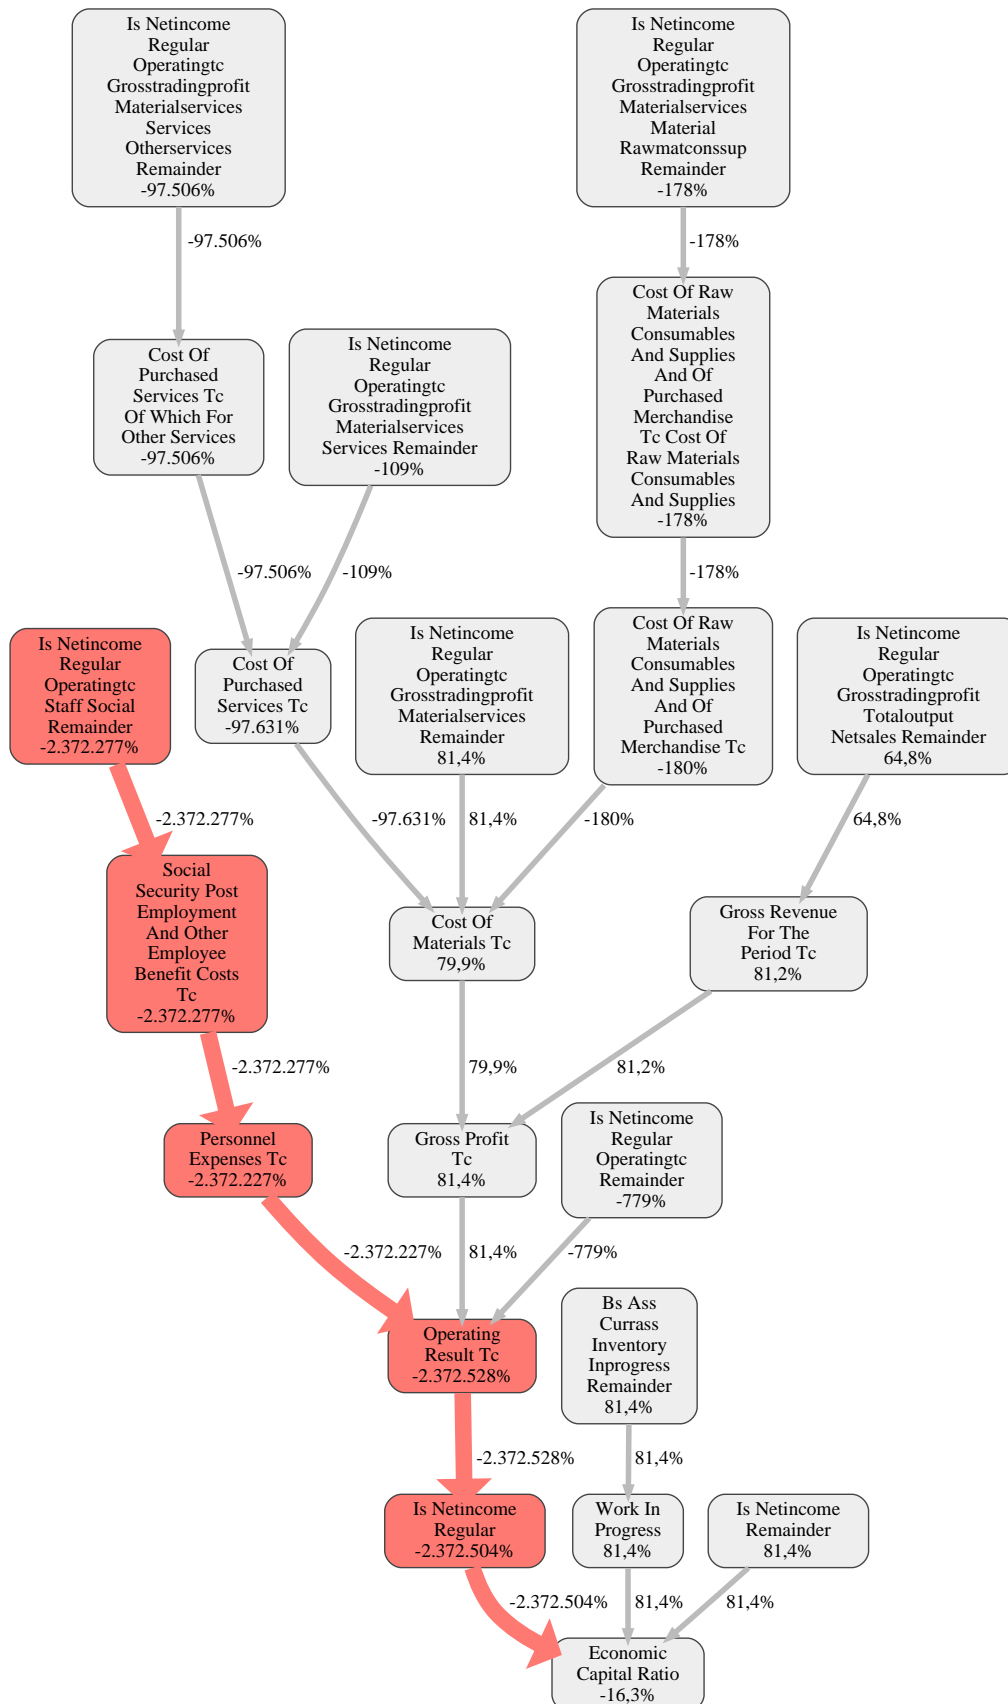 Is Netincome
Regular
Operatingtc
Grosstradingprofit
Materialservices
Services
Otherservices
Remainder
-97.506%
Is Netincome
Regular
Operatingtc
Grosstradingprofit
Materialservices
Material
Rawmatconssup
Remainder
-178%
-97.506%
-178%
Cost Of
Purchased
Services Tc
Of Which For
Other Services
-97.506%
Is Netincome
Regular
Operatingtc
Grosstradingprofit
Materialservices
Services Remainder
-109%
Cost Of Raw
Materials
Consumables
And Supplies
And Of
Purchased
Merchandise
Tc Cost Of
Raw Materials
Consumables
And Supplies
-178%
-97.506%
-109%
-178%
Is Netincome
Regular
Operatingtc
Staff Social
Remainder
-2.372.277%
Cost Of
Purchased
Services Tc
-97.631%
Is Netincome
Regular
Operatingtc
Grosstradingprofit
Materialservices
Remainder
81,4%
Cost Of Raw
Materials
Consumables
And Supplies
And Of
Purchased
Merchandise Tc
-180%
Is Netincome
Regular
Operatingtc
Grosstradingprofit
Totaloutput
Netsales Remainder
64,8%
-2.372.277%
-97.631%
81,4%
-180%
64,8%
Social
Security Post
Employment
And Other
Employee
Benefit Costs
Tc
-2.372.277%
Cost Of
Materials Tc
79,9%
Gross Revenue
For The
Period Tc
81,2%
-2.372.277%
79,9%
81,2%
Personnel
Expenses Tc
-2.372.227%
Gross Profit
Tc
81,4%
Is Netincome
Regular
Operatingtc
Remainder
-779%
-2.372.227%
81,4%
-779%
Operating
Result Tc
-2.372.528%
Bs Ass
Currass
Inventory
Inprogress
Remainder
81,4%
-2.372.528%
81,4%
Is Netincome
Regular
-2.372.504%
Work In
Progress
81,4%
Is Netincome
Remainder
81,4%
-2.372.504%
81,4%
81,4%
Economic
Capital Ratio
-16,3%